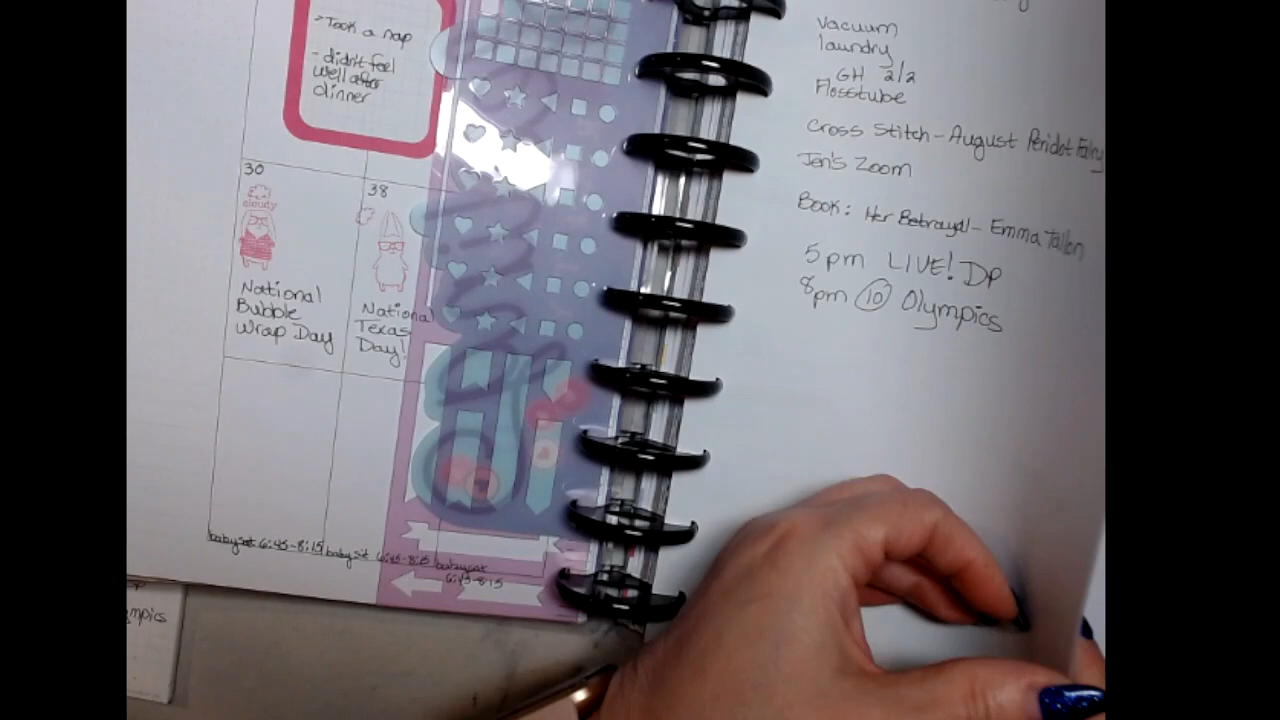 >Took a nap
- didn't feel
well after
dinner
30
cloudy
National
Bubble
Wrap Day
38
National
Texas
Day!
babysit 6:45-8:15
babysit 6:45-8:15
babysit
6:45-8:15
mpics
Vacuum
laundry
GH 2/2
Flosstube
Cross Stitch - August Peridot Fairy
Jen's Zoom
Book: Her Betrayal - Emma Tallon
5pm LIVE! DP
8pm 10 Olympics